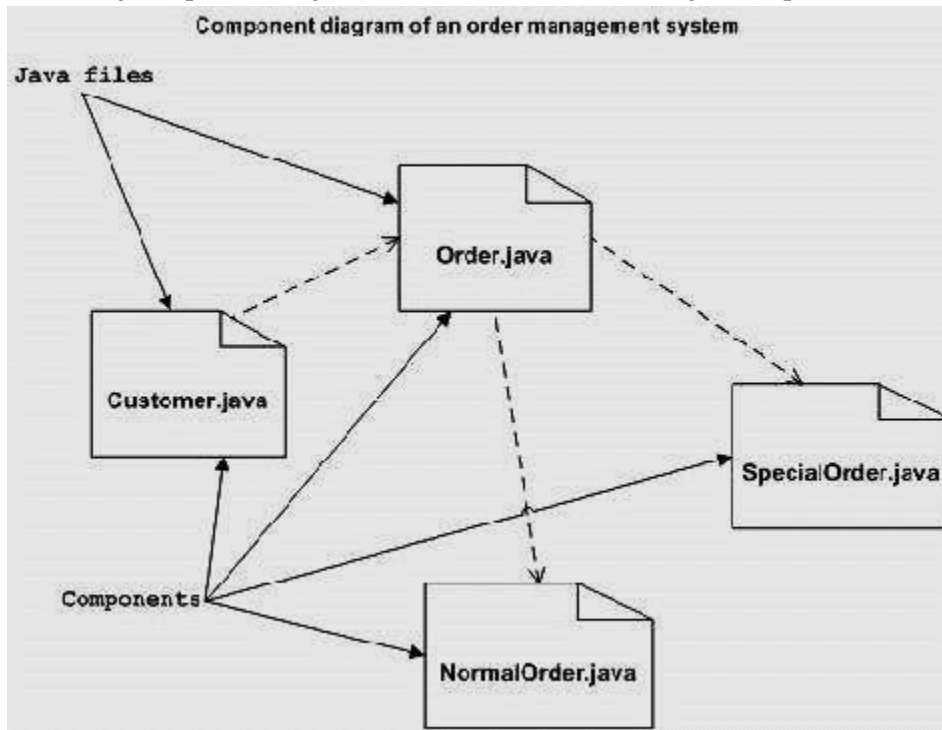 Component diagram of an order management system
Java files
Order.java
Customer.java
SpecialOrder.java
Components
NormalOrder.java